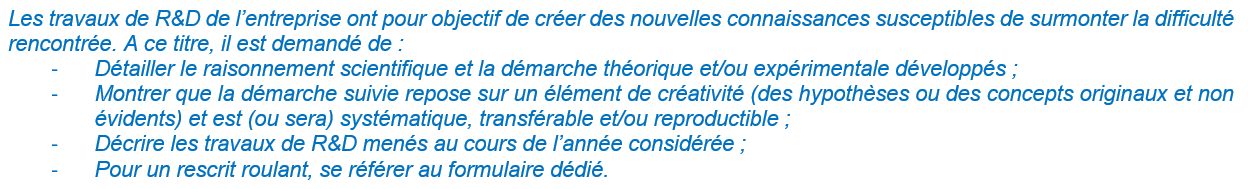 Les travaux de R&D de l'entreprise ont pour objectif de créer des nouvelles connaissances susceptibles de surmonter la difficulté
rencontrée. A ce titre, il est demandé de :
- Détailler le raisonnement scientifique et la démarche théorique et/ou expérimentale développés ;
- Montrer que la démarche suivie repose sur un élément de créativité (des hypothèses ou des concepts originaux et non
évidents) et est (ou sera) systématique, transférable et/ou reproductible ;
- Décrire les travaux de R&D menés au cours de l'année considérée ;
- Pour un rescrit roulant, se référer au formulaire dédié.